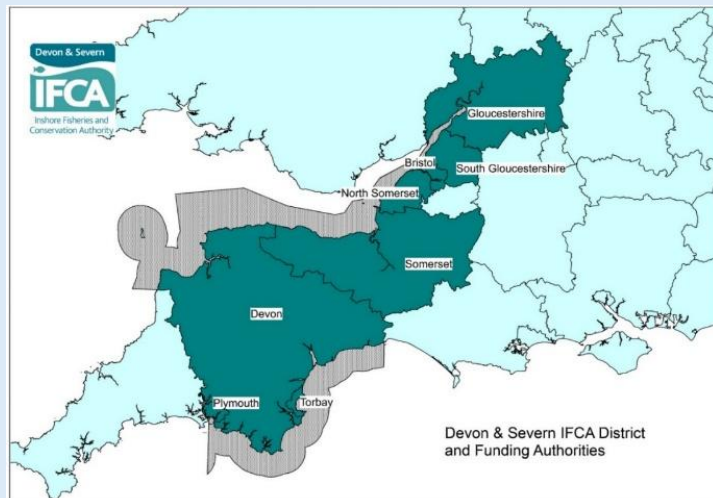 Devon & Severn
IFCA
Inshore Fisheries and
Conservation Authority
Gloucestershire
Bristol
South Gloucestershire
North Somerset
Somerset
Devon
Plymouth
Torbay
Devon & Severn IFCA District
and Funding Authorities